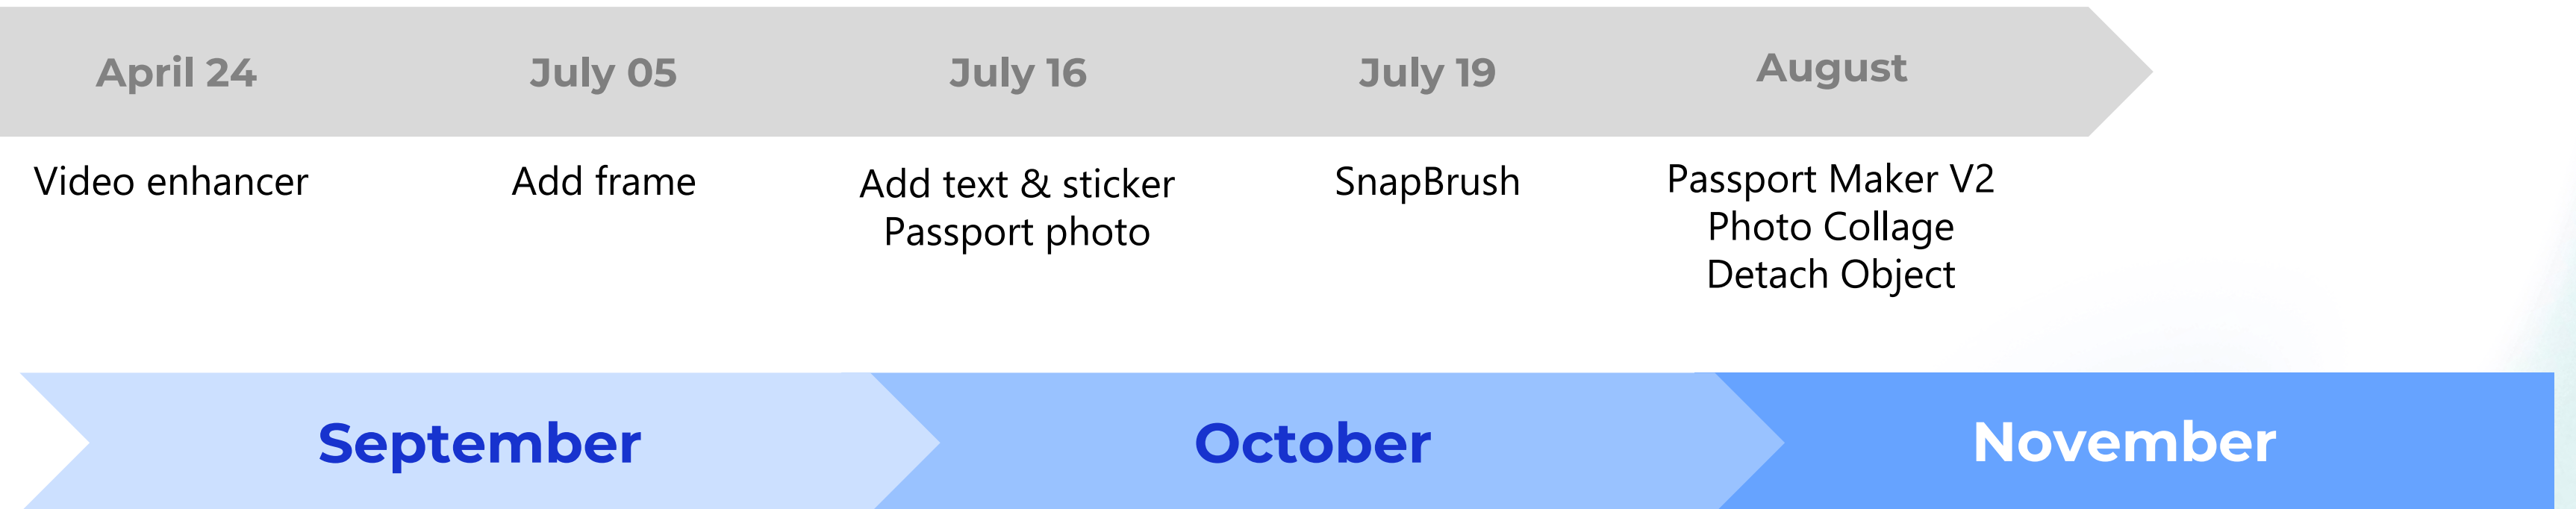 April 24
July 05
July 16
July 19
August
Video enhancer
Add frame
Add text & sticker
Passport photo
SnapBrush
Passport Maker V2
Photo Collage
Detach Object
September
October
November